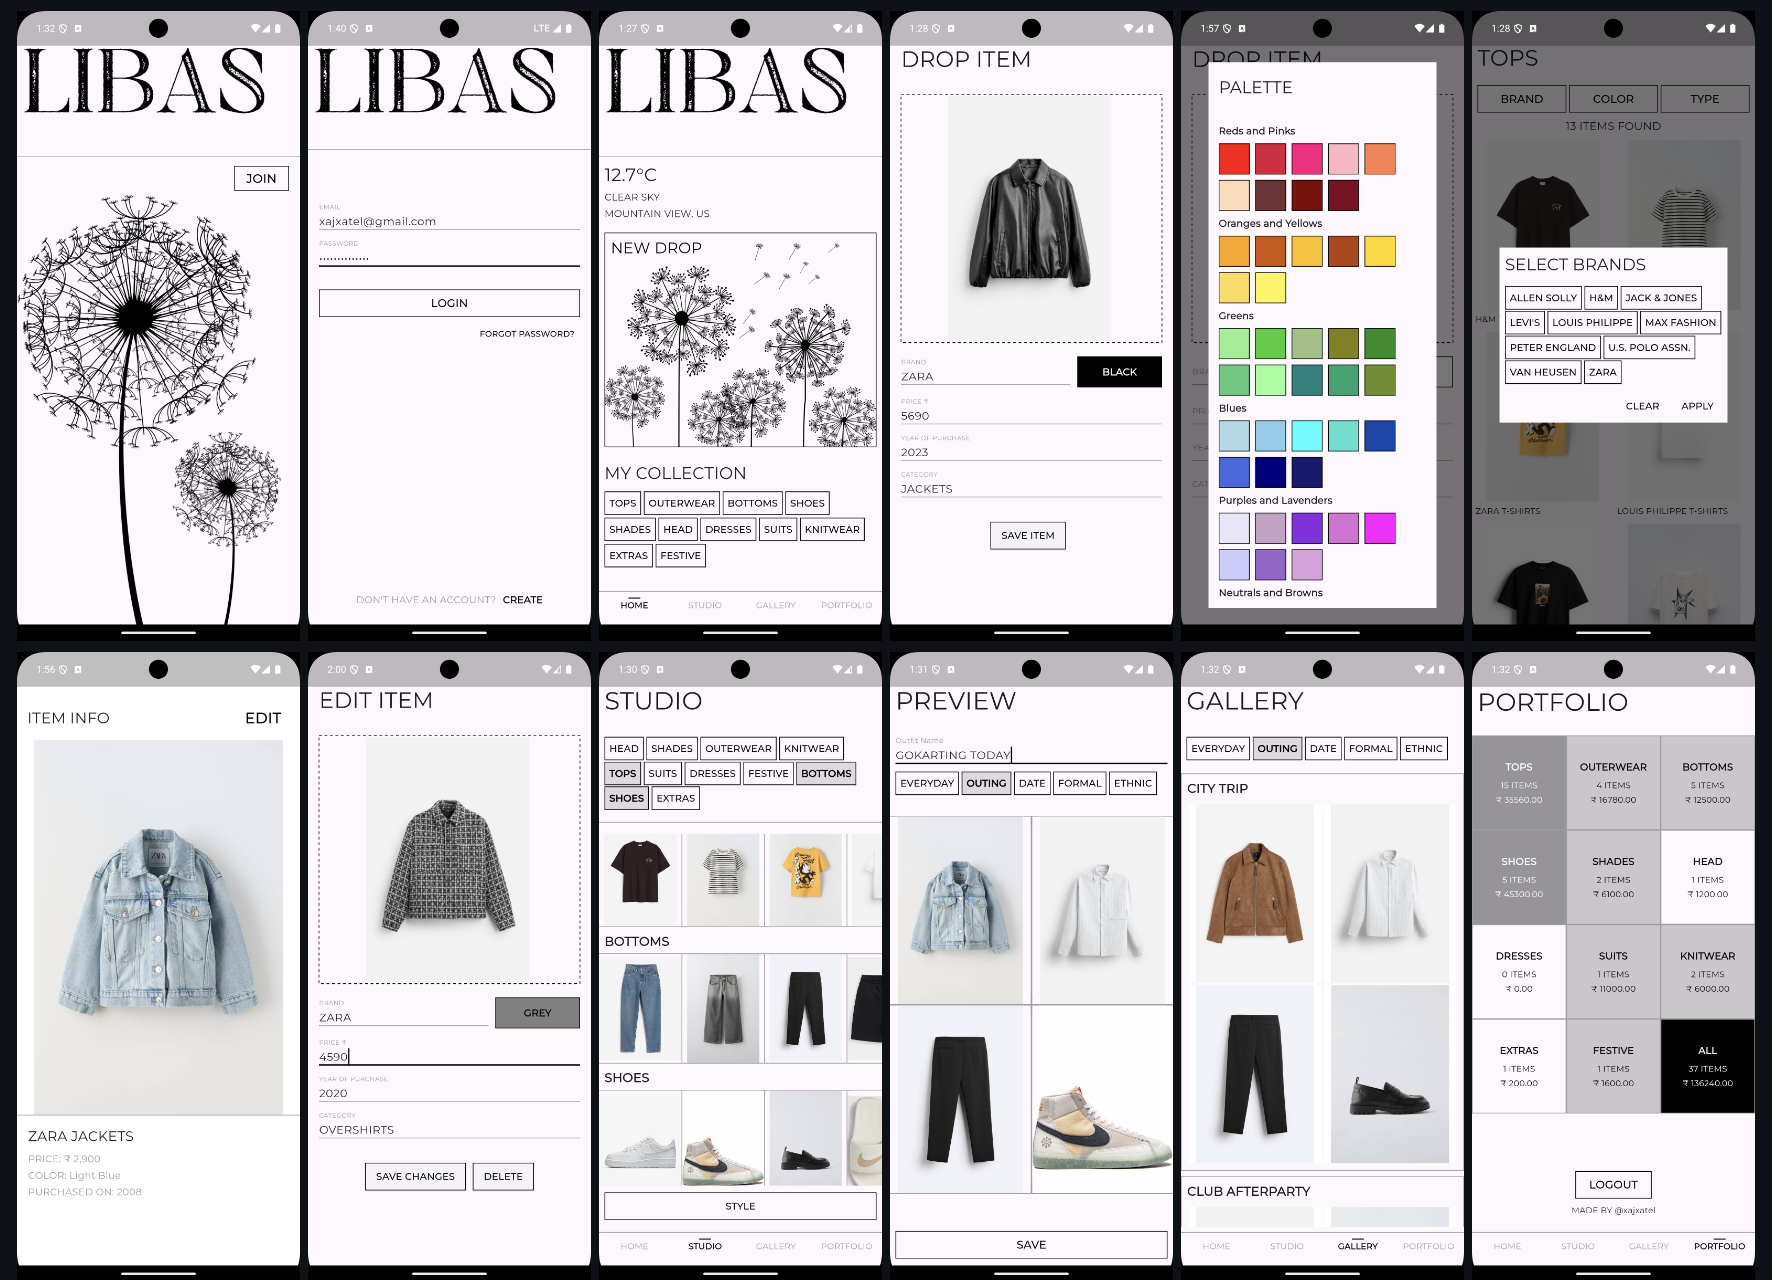 1:32
LIBAS
JOIN
1:40 LTE
LIBAS
EMAIL
xajxatel@gmail.com
PASSWORD
••••••••••••••
LOGIN
FORGOT PASSWORD?
DON'T HAVE AN ACCOUNT? CREATE
1:27
LIBAS
12.7°C
CLEAR SKY
MOUNTAIN VIEW, US
NEW DROP
MY COLLECTION
TOPS OUTERWEAR BOTTOMS SHOES
SHADES HEAD DRESSES SUITS KNITWEAR
EXTRAS FESTIVE
HOME STUDIO GALLERY PORTFOLIO
1:28
DROP ITEM
BRAND
ZARA
BLACK
PRICE ₹
5690
YEAR OF PURCHASE
2023
CATEGORY
JACKETS
SAVE ITEM
1:57
DROP ITEM
PALETTE
Reds and Pinks
Oranges and Yellows
Greens
Blues
Purples and Lavenders
Neutrals and Browns
1:28
TOPS
BRAND COLOR TYPE
13 ITEMS FOUND
SELECT BRANDS
ALLEN SOLLY H&M JACK & JONES
LEVI'S LOUIS PHILIPPE MAX FASHION
PETER ENGLAND U.S. POLO ASSN.
VAN HEUSEN ZARA
CLEAR APPLY
H&M
ZARA T-SHIRTS LOUIS PHILIPPE T-SHIRTS
1:56
ITEM INFO EDIT
ZARA JACKETS
PRICE: ₹ 2,900
COLOR: Light Blue
PURCHASED ON: 2008
2:00
EDIT ITEM
BRAND
ZARA
GREY
PRICE ₹
4590
YEAR OF PURCHASE
2020
CATEGORY
OVERSHIRTS
SAVE CHANGES DELETE
1:30
STUDIO
HEAD SHADES OUTERWEAR KNITWEAR
TOPS SUITS DRESSES FESTIVE BOTTOMS
SHOES EXTRAS
BOTTOMS
SHOES
STYLE
HOME STUDIO GALLERY PORTFOLIO
1:31
PREVIEW
Outfit Name
GOKARTING TODAY
EVERYDAY OUTING DATE FORMAL ETHNIC
SAVE
1:32
GALLERY
EVERYDAY OUTING DATE FORMAL ETHNIC
CITY TRIP
CLUB AFTERPARTY
HOME STUDIO GALLERY PORTFOLIO
1:32
PORTFOLIO
TOPS
15 ITEMS
₹ 35560.00
OUTERWEAR
4 ITEMS
₹ 16780.00
BOTTOMS
5 ITEMS
₹ 12500.00
SHOES
5 ITEMS
₹ 45300.00
SHADES
2 ITEMS
₹ 6100.00
HEAD
1 ITEMS
₹ 1200.00
DRESSES
0 ITEMS
₹ 0.00
SUITS
1 ITEMS
₹ 11000.00
KNITWEAR
2 ITEMS
₹ 6000.00
EXTRAS
1 ITEMS
₹ 200.00
FESTIVE
1 ITEMS
₹ 1600.00
ALL
37 ITEMS
₹ 136240.00
LOGOUT
MADE BY @xajxatel
HOME STUDIO GALLERY PORTFOLIO